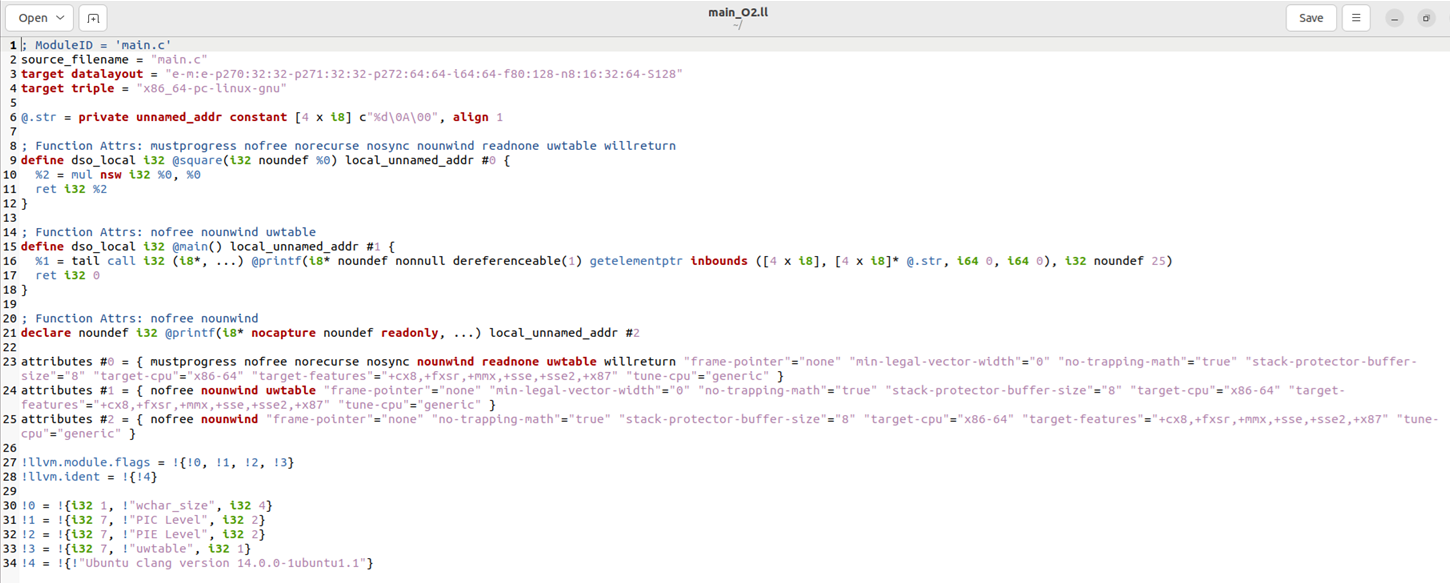 Open
main_O2.ll
~/
Save
1 ; ModuleID = 'main.c'
2 source_filename = "main.c"
3 target datalayout = "e-m:e-p270:32:32-p271:32:32-p272:64:64-i64:64-f80:128-n8:16:32:64-S128"
4 target triple = "x86_64-pc-linux-gnu"
5
6 @.str = private unnamed_addr constant [4 x i8] c"%d\0A\00", align 1
7
8 ; Function Attrs: mustprogress nofree norecurse nosync nounwind readnone uwtable willreturn
9 define dso_local i32 @square(i32 noundef %0) local_unnamed_addr #0 {
10   %2 = mul nsw i32 %0, %0
11   ret i32 %2
12 }
13
14 ; Function Attrs: nofree nounwind uwtable
15 define dso_local i32 @main() local_unnamed_addr #1 {
16   %1 = tail call i32 (i8*, ...) @printf(i8* noundef nonnull dereferenceable(1) getelementptr inbounds ([4 x i8], [4 x i8]* @.str, i64 0, i64 0), i32 noundef 25)
17   ret i32 0
18 }
19
20 ; Function Attrs: nofree nounwind
21 declare noundef i32 @printf(i8* nocapture noundef readonly, ...) local_unnamed_addr #2
22
23 attributes #0 = { mustprogress nofree norecurse nosync nounwind readnone uwtable willreturn "frame-pointer"="none" "min-legal-vector-width"="0" "no-trapping-math"="true" "stack-protector-buffer-
size"="8" "target-cpu"="x86-64" "target-features"="+cx8,+fxsr,+mmx,+sse,+sse2,+x87" "tune-cpu"="generic" }
24 attributes #1 = { nofree nounwind uwtable "frame-pointer"="none" "min-legal-vector-width"="0" "no-trapping-math"="true" "stack-protector-buffer-size"="8" "target-cpu"="x86-64" "target-
features"="+cx8,+fxsr,+mmx,+sse,+sse2,+x87" "tune-cpu"="generic" }
25 attributes #2 = { nofree nounwind "frame-pointer"="none" "no-trapping-math"="true" "stack-protector-buffer-size"="8" "target-cpu"="x86-64" "target-features"="+cx8,+fxsr,+mmx,+sse,+sse2,+x87" "tune-
cpu"="generic" }
26
27 !llvm.module.flags = !{!0, !1, !2, !3}
28 !llvm.ident = !{!4}
29
30 !0 = !{i32 1, !"wchar_size", i32 4}
31 !1 = !{i32 7, !"PIC Level", i32 2}
32 !2 = !{i32 7, !"PIE Level", i32 2}
33 !3 = !{i32 7, !"uwtable", i32 1}
34 !4 = !{!"Ubuntu clang version 14.0.0-1ubuntu1.1"}